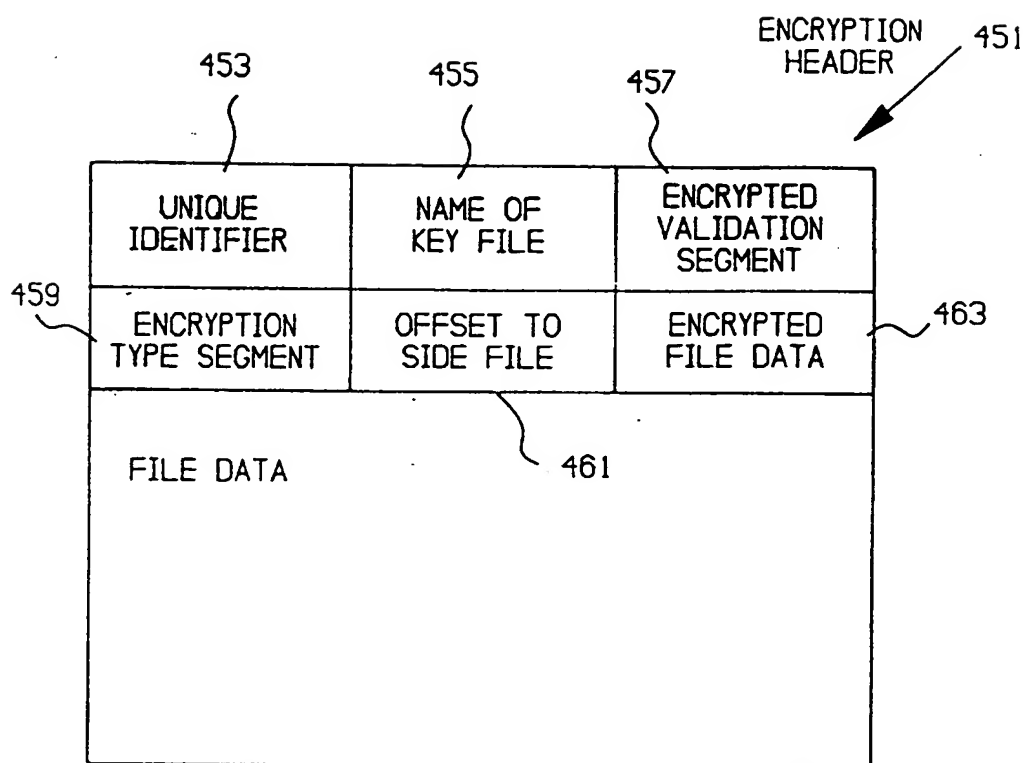 ENCRYPTION
HEADER
451
453
455
457
UNIQUE
IDENTIFIER
NAME OF
KEY FILE
ENCRYPTED
VALIDATION
SEGMENT
459
ENCRYPTION
TYPE SEGMENT
OFFSET TO
SIDE FILE
ENCRYPTED
FILE DATA
463
461
FILE DATA